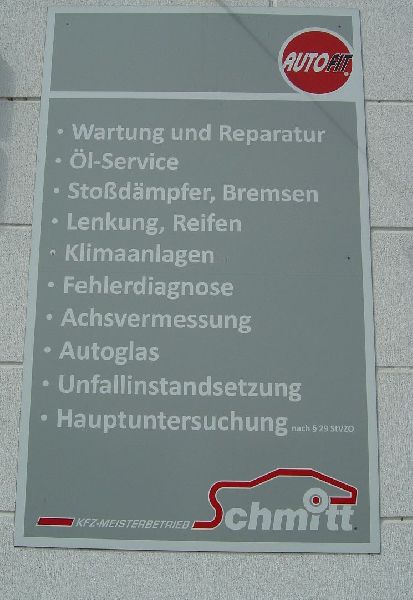 AUTOFIT
• Wartung und Reparatur
• Öl-Service
• Stoßdämpfer, Bremsen
• Lenkung, Reifen
• Klimaanlagen
• Fehlerdiagnose
• Achsvermessung
• Autoglas
• Unfallinstandsetzung
• Hauptuntersuchung nach § 29 StVZO
KFZ-MEISTERBETRIEB Schmitt